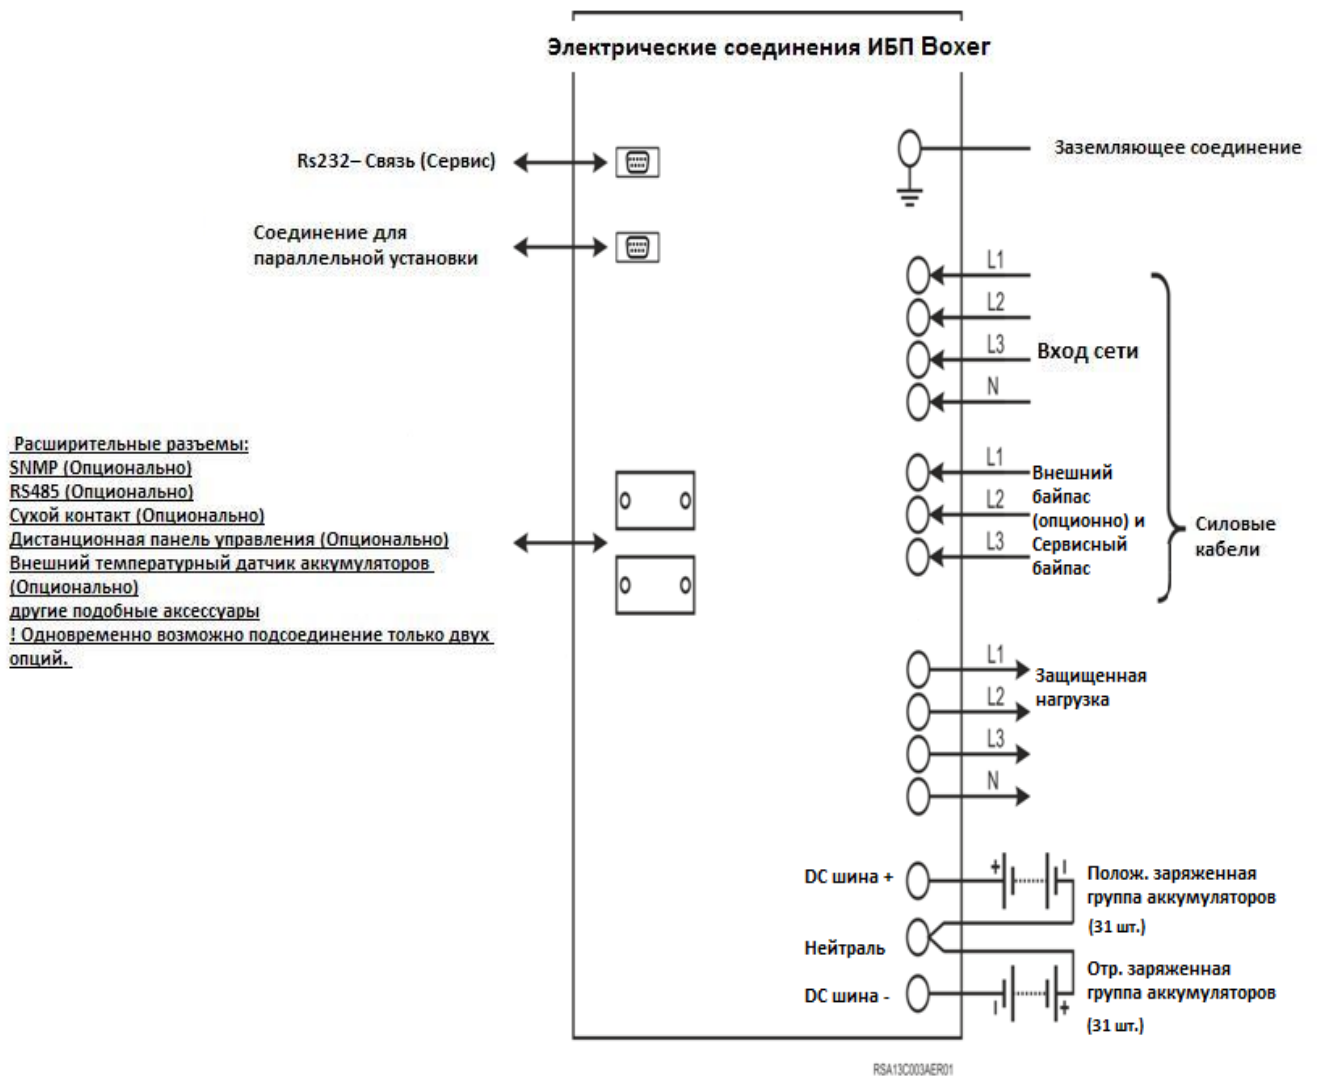 Электрические соединения ИБП Boxer
Rs232– Связь (Сервис)
Заземляющее соединение
Соединение для
параллельной установки
L1
L2
L3
N
Вход сети
Расширительные разъемы:
SNMP (Опционально)
RS485 (Опционально)
Сухой контакт (Опционально)
Дистанционная панель управления (Опционально)
Внешний температурный датчик аккумуляторов
(Опционально)
другие подобные аксессуары
! Одновременно возможно подсоединение только двух
опций.
L1
L2
L3
Внешний
байпас
(опционно) и
Сервисный
байпас
Силовые
кабели
L1
L2
L3
N
Защищенная
нагрузка
DC шина +
+
Полож. заряженная
группа аккумуляторов
(31 шт.)
Нейтраль
DC шина -
+
Отр. заряженная
группа аккумуляторов
(31 шт.)
RSA13C003AER01